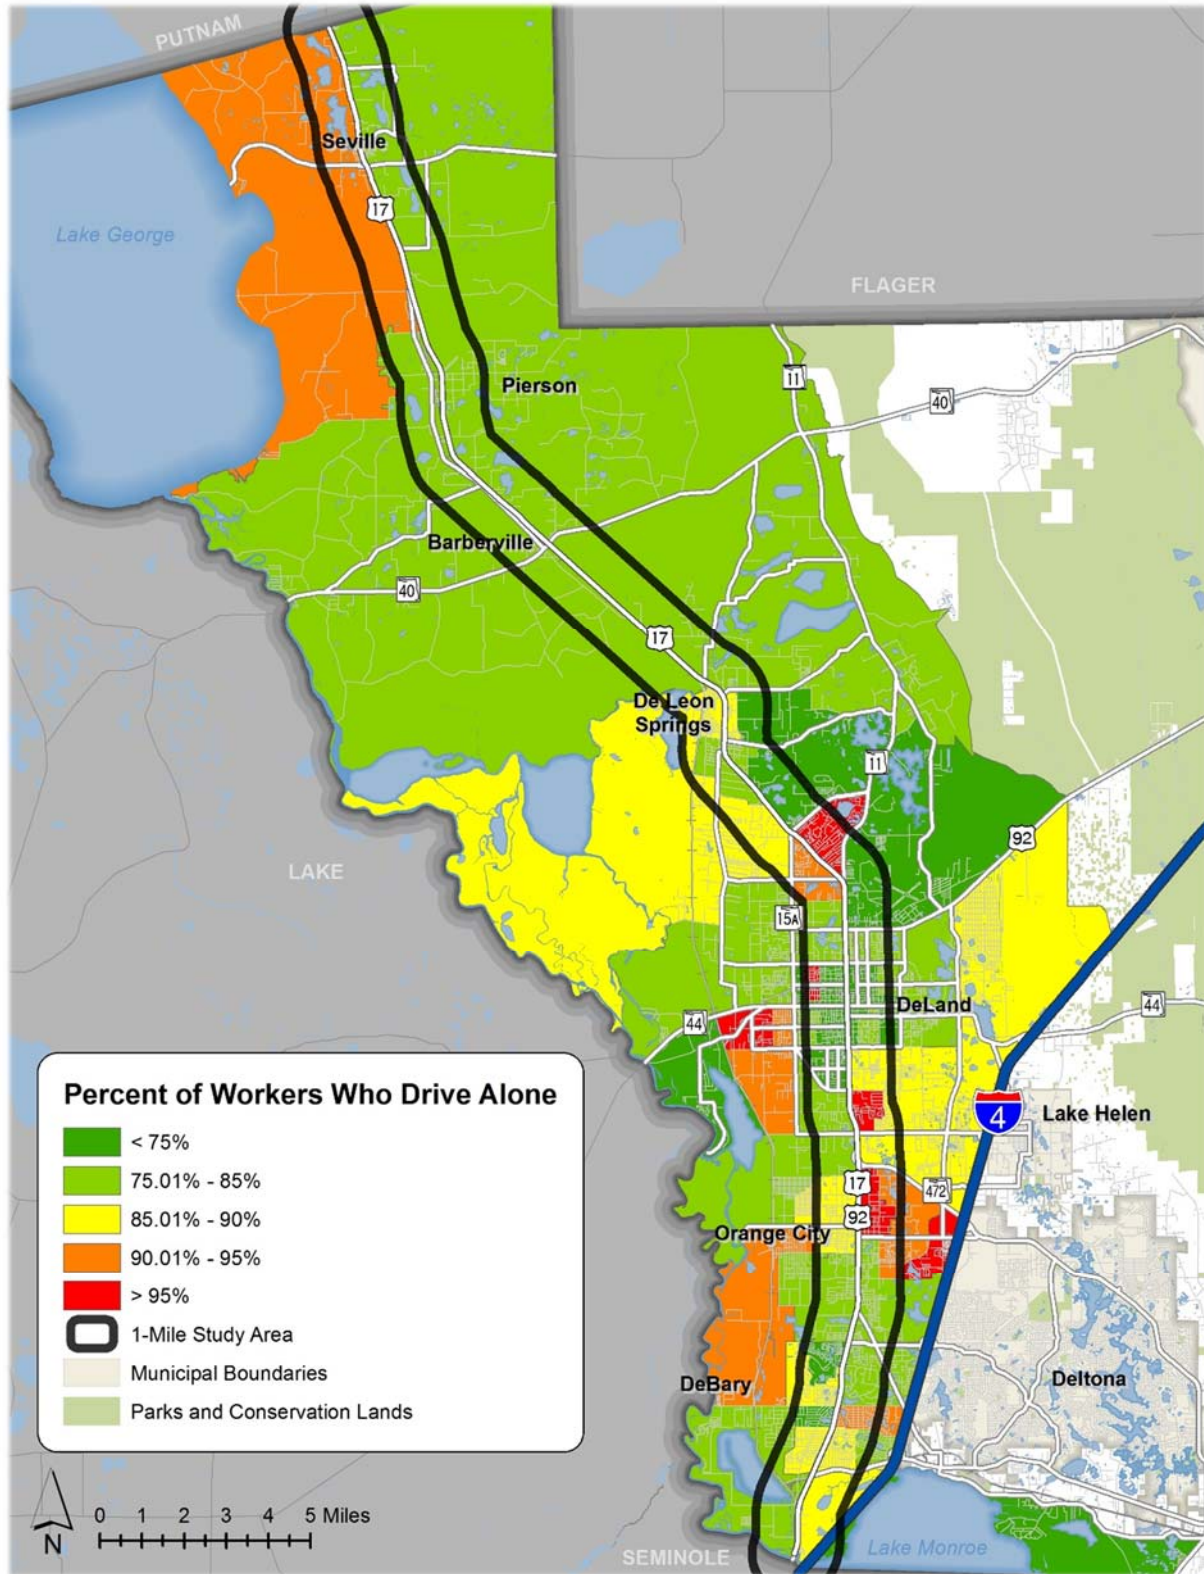 PUTNAM
Seville
17
Lake George
FLAGER
Pierson
11
40
Barberville
40
17
De Leon
Springs
11
92
LAKE
15A
DeLand
44
44
4
Lake Helen
17
472
92
Orange City
DeBary
Deltona
Percent of Workers Who Drive Alone
< 75%
75.01% - 85%
85.01% - 90%
90.01% - 95%
> 95%
1-Mile Study Area
Municipal Boundaries
Parks and Conservation Lands
0 1 2 3 4 5 Miles
N
SEMINOLE
Lake Monroe